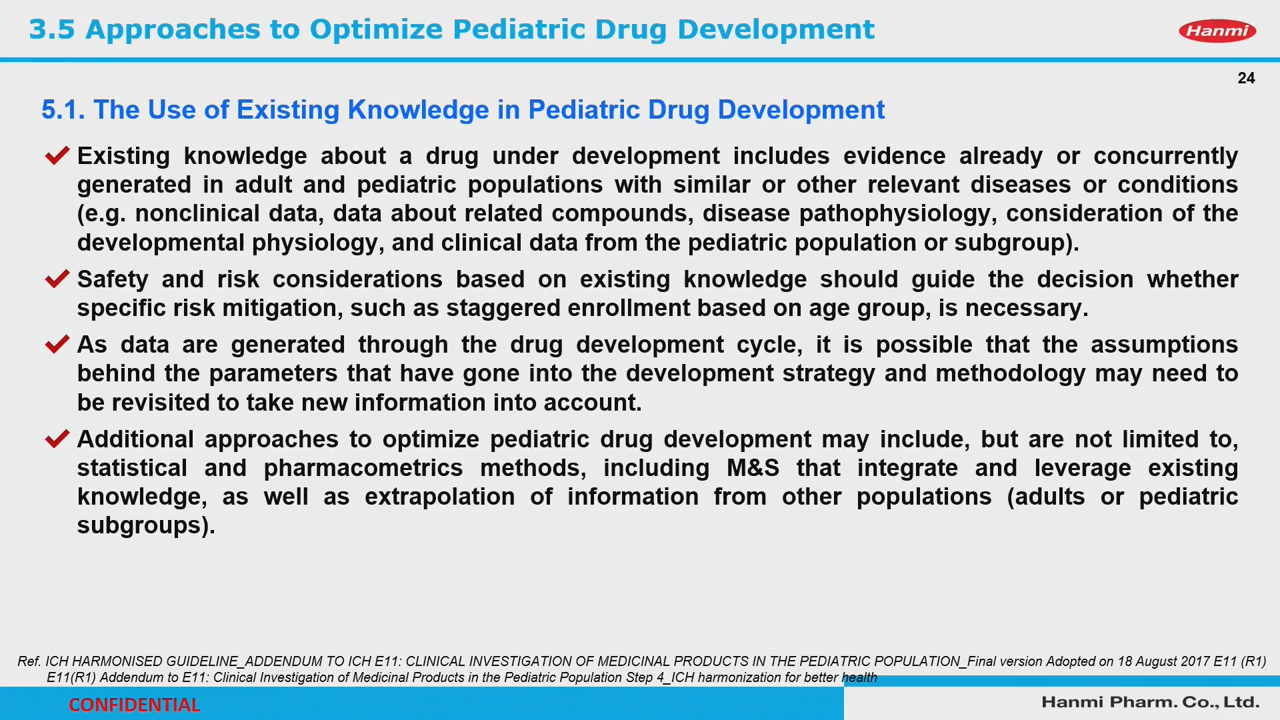 3.5 Approaches to Optimize Pediatric Drug Development
Hanmi
24
5.1. The Use of Existing Knowledge in Pediatric Drug Development
Existing knowledge about a drug under development includes evidence already or concurrently
generated in adult and pediatric populations with similar or other relevant diseases or conditions
(e.g. nonclinical data, data about related compounds, disease pathophysiology, consideration of the
developmental physiology, and clinical data from the pediatric population or subgroup).
Safety and risk considerations based on existing knowledge should guide the decision whether
specific risk mitigation, such as staggered enrollment based on age group, is necessary.
As data are generated through the drug development cycle, it is possible that the assumptions
behind the parameters that have gone into the development strategy and methodology may need to
be revisited to take new information into account.
Additional approaches to optimize pediatric drug development may include, but are not limited to,
statistical and pharmacometrics methods, including M&S that integrate and leverage existing
knowledge, as well as extrapolation of information from other populations (adults or pediatric
subgroups).
Ref. ICH HARMONISED GUIDELINE_ADDENDUM TO ICH E11: CLINICAL INVESTIGATION OF MEDICINAL PRODUCTS IN THE PEDIATRIC POPULATION_Final version Adopted on 18 August 2017 E11 (R1)
E11(R1) Addendum to E11: Clinical Investigation of Medicinal Products in the Pediatric Population Step 4_ICH harmonization for better health
CONFIDENTIAL
Hanmi Pharm. Co., Ltd.